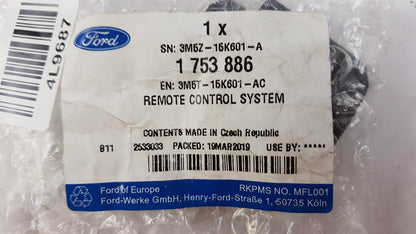 4L9687
Ford
1 x
SN: 3M5Z-15K601-A
1 753 886
EN: 3M5T-15K601-AC
REMOTE CONTROL SYSTEM
CONTENTS MADE IN Czech Republic
B11 2533033 PACKED: 19MAR2019 USE BY: *****
Ford of Europe RKPMS NO. MFL001
Ford-Werke GmbH, Henry-Ford-Straße 1, 50735 Köln